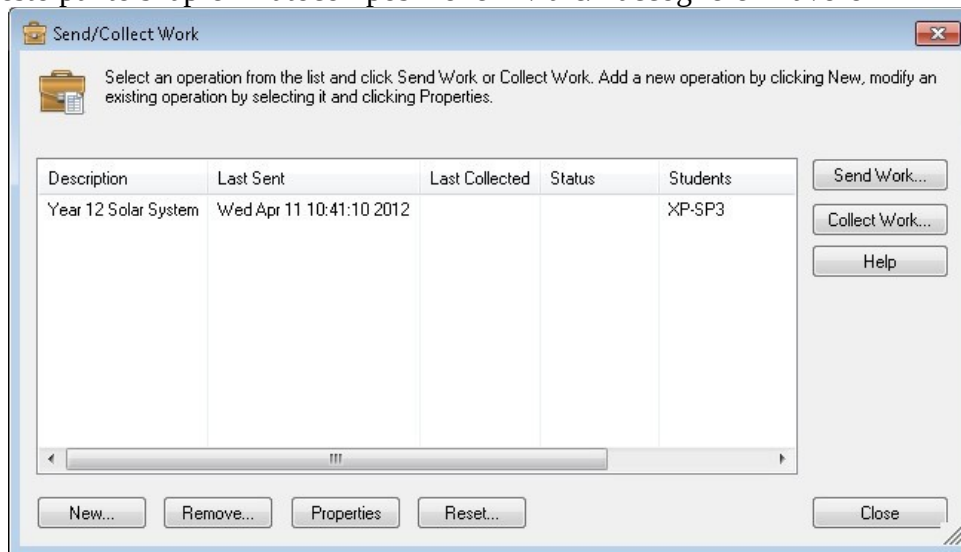 Send/Collect Work
Select an operation from the list and click Send Work or Collect Work. Add a new operation by clicking New, modify an
existing operation by selecting it and clicking Properties.
Description Last Sent Last Collected Status Students
Year 12 Solar System Wed Apr 11 10:41:10 2012 XP-SP3
Send Work...
Collect Work...
Help
New... Remove... Properties Reset... Close